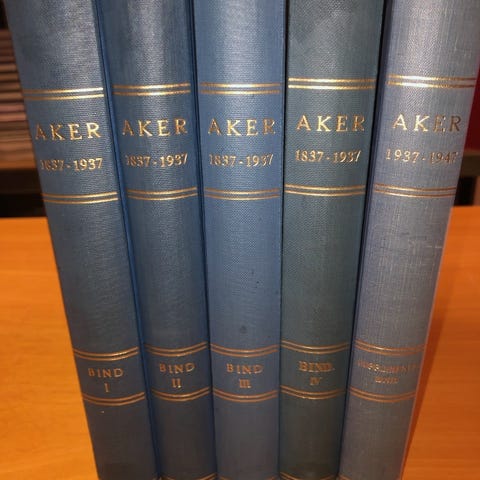 AKER
1837-1937
BIND
I
AKER
1837-1937
BIND
II
AKER
1837-1937
BIND
III
AKER
1837-1937
BIND
IV
AKER
1937-1947